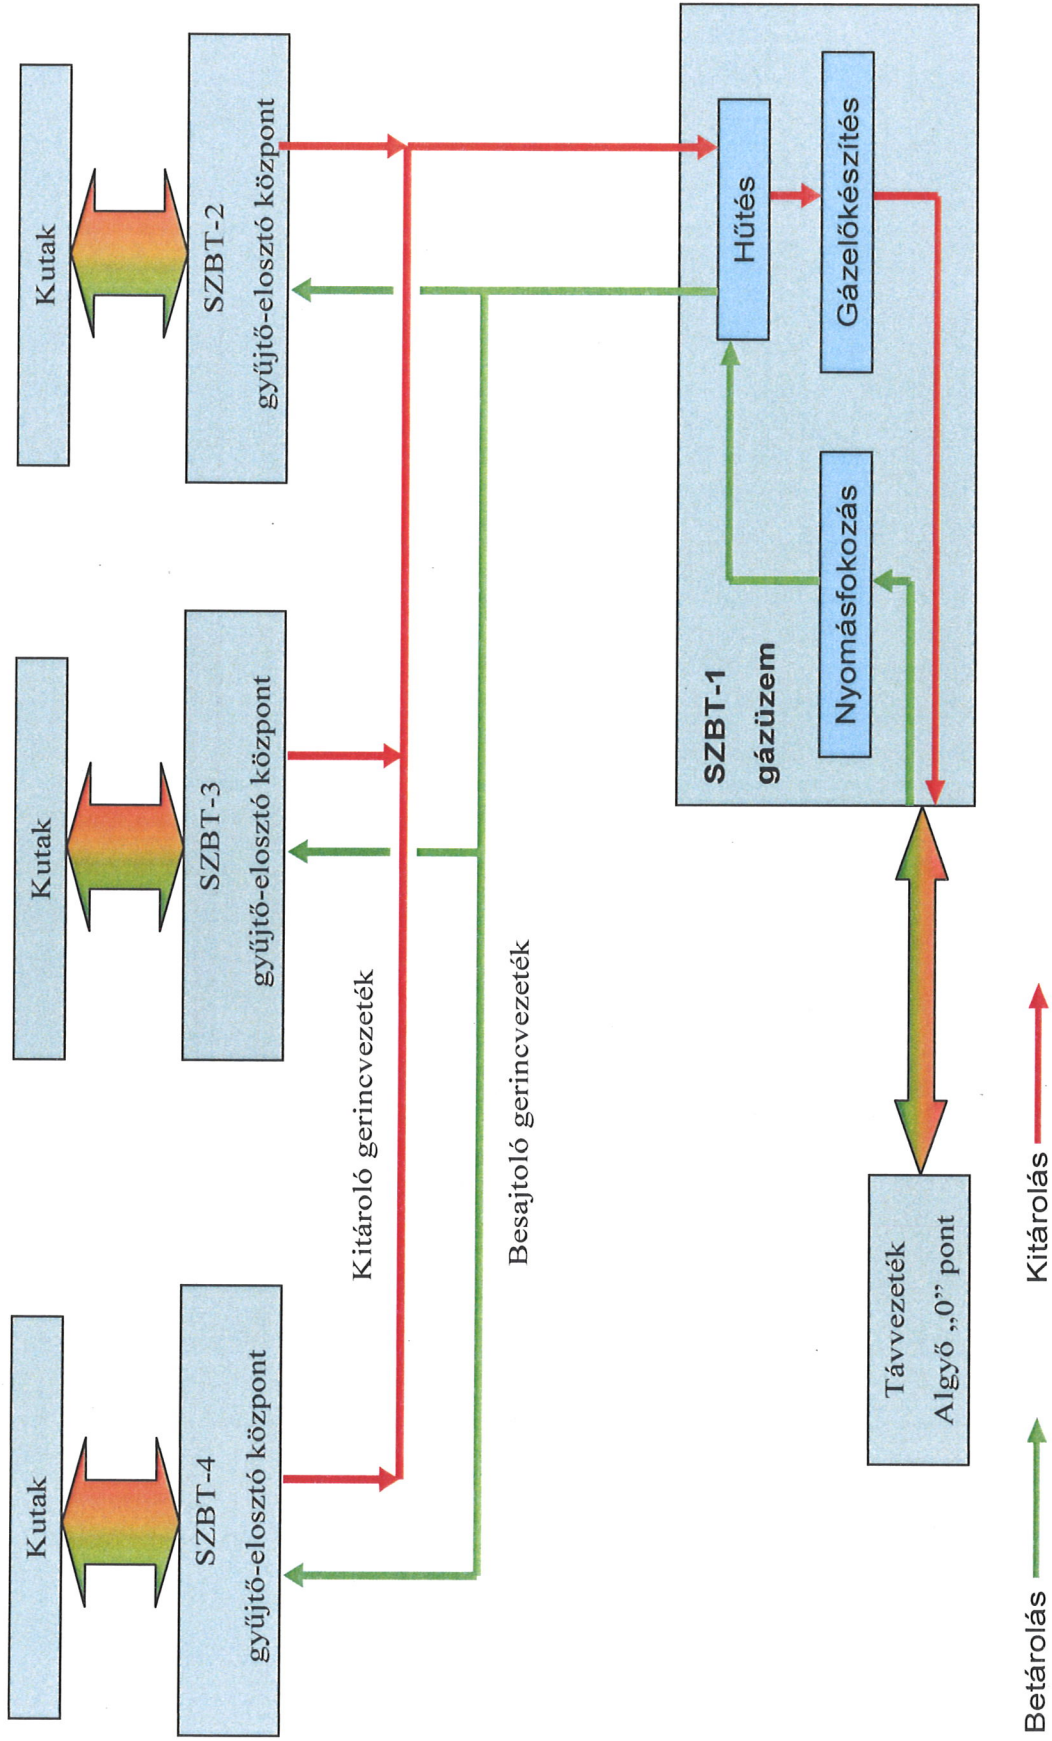 Kutak
Kutak
Kutak
SZBT-4
gyűjtő-elosztó központ
SZBT-3
gyűjtő-elosztó központ
SZBT-2
gyűjtő-elosztó központ
Kitároló gerincvezeték
Besajtoló gerincvezeték
SZBT-1
gázüzem
Hűtés
Nyomásfokozás
Gázelőkészítés
Távvezeték
Algyő „0” pont
Betárolás
Kitárolás